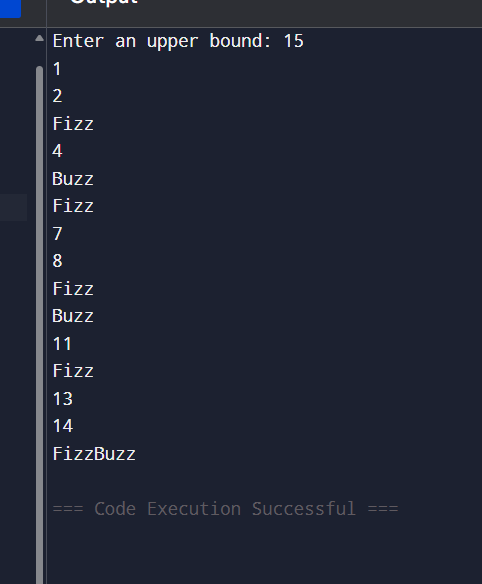 Output
Enter an upper bound: 15
1
2
Fizz
4
Buzz
Fizz
7
8
Fizz
Buzz
11
Fizz
13
14
FizzBuzz
=== Code Execution Successful ===